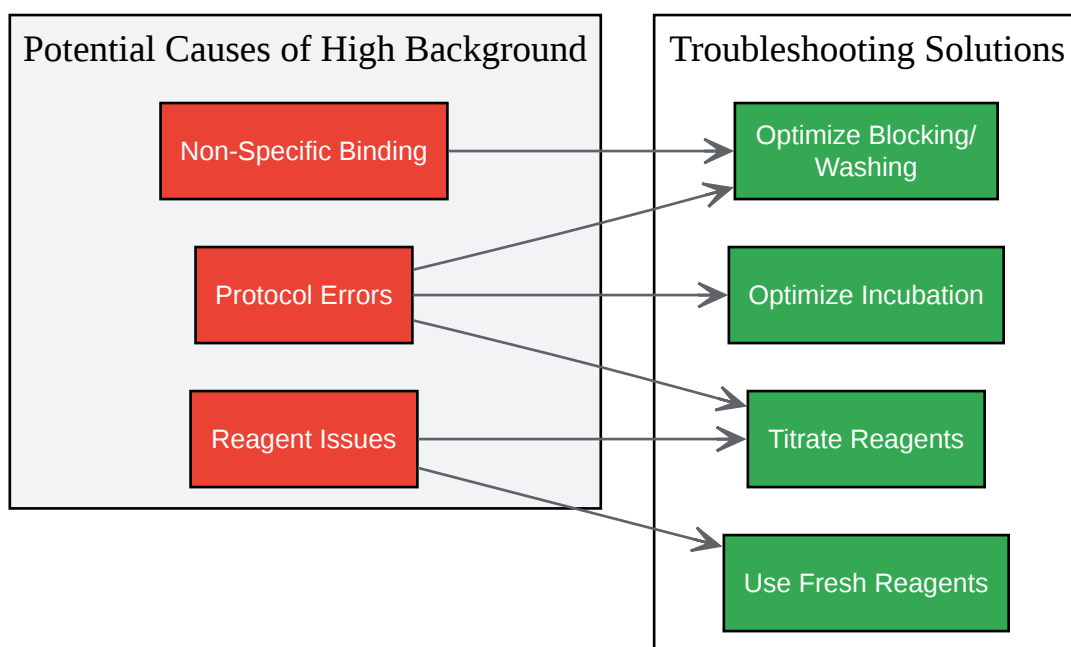 Potential Causes of High Background
Non-Specific Binding
Protocol Errors
Reagent Issues
Troubleshooting Solutions
Optimize Blocking/
Washing
Optimize Incubation
Titrate Reagents
Use Fresh Reagents